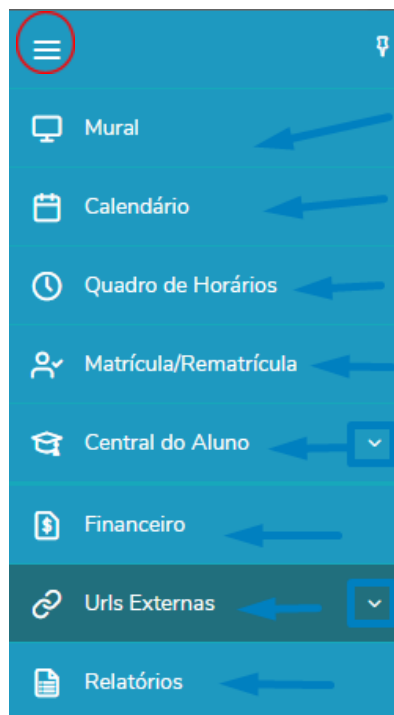 Mural
Calendário
Quadro de Horários
Matrícula/Rematrícula
Central do Aluno
Financeiro
Urls Externas
Relatórios